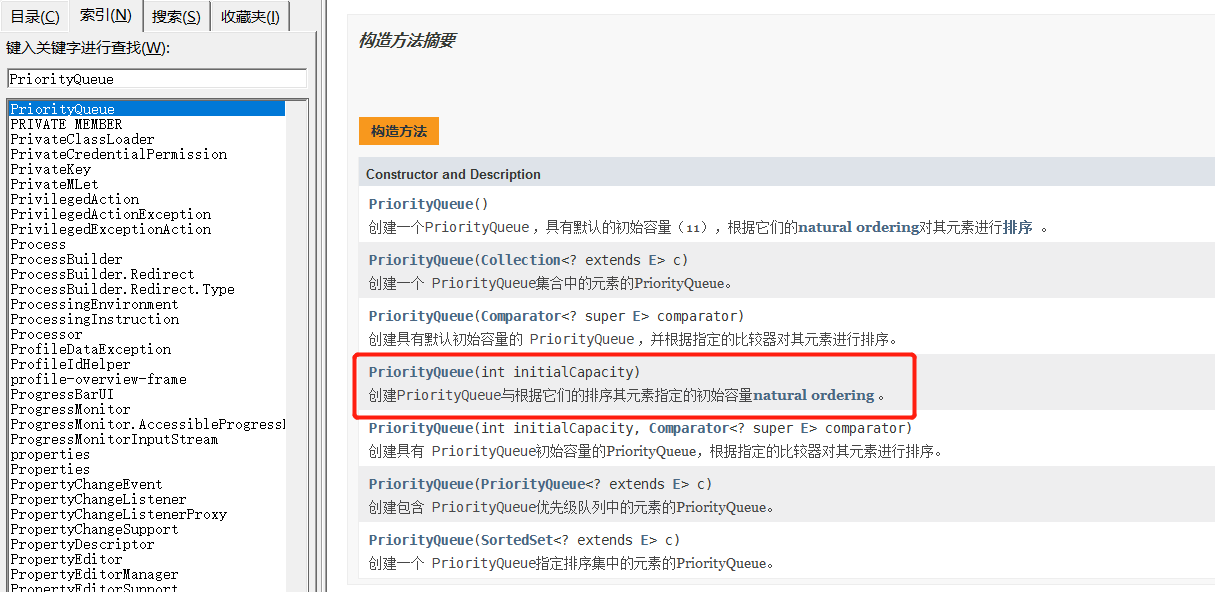 目录(C) 索引(N) 搜索(S) 收藏夹(I)
键入关键字进行查找(W):
PriorityQueue
PriorityQueue
PRIVATE MEMBER
PrivateClassLoader
PrivateCredentialPermission
PrivateKey
PrivateMLet
PrivilegedAction
PrivilegedActionException
PrivilegedExceptionAction
Process
ProcessBuilder
ProcessBuilder.Redirect
ProcessBuilder.Redirect.Type
ProcessingEnvironment
ProcessingInstruction
Processor
ProfileDataException
ProfileIdHelper
profile-overview-frame
ProgressBarUI
ProgressMonitor
ProgressMonitor.AccessibleProgress
ProgressMonitorInputStream
properties
Properties
PropertyChangeEvent
PropertyChangeListener
PropertyChangeListenerProxy
PropertyChangeSupport
PropertyDescriptor
PropertyEditor
PropertyEditorManager
PropertyEditorSupport
构造方法摘要
构造方法
Constructor and Description
PriorityQueue()
创建一个PriorityQueue ，具有默认的初始容量（11），根据它们的natural ordering对其元素进行排序 。
PriorityQueue(Collection<? extends E> c)
创建一个 PriorityQueue集合中的元素的PriorityQueue。
PriorityQueue(Comparator<? super E> comparator)
创建具有默认初始容量的 PriorityQueue ，并根据指定的比较器对其元素进行排序。
PriorityQueue(int initialCapacity)
创建PriorityQueue与根据它们的排序其元素指定的初始容量natural ordering 。
PriorityQueue(int initialCapacity, Comparator<? super E> comparator)
创建具有 PriorityQueue初始容量的PriorityQueue，根据指定的比较器对其元素进行排序。
PriorityQueue(PriorityQueue<? extends E> c)
创建包含 PriorityQueue优先级队列中的元素的PriorityQueue。
PriorityQueue(SortedSet<? extends E> c)
创建一个 PriorityQueue指定排序集中的元素的PriorityQueue。